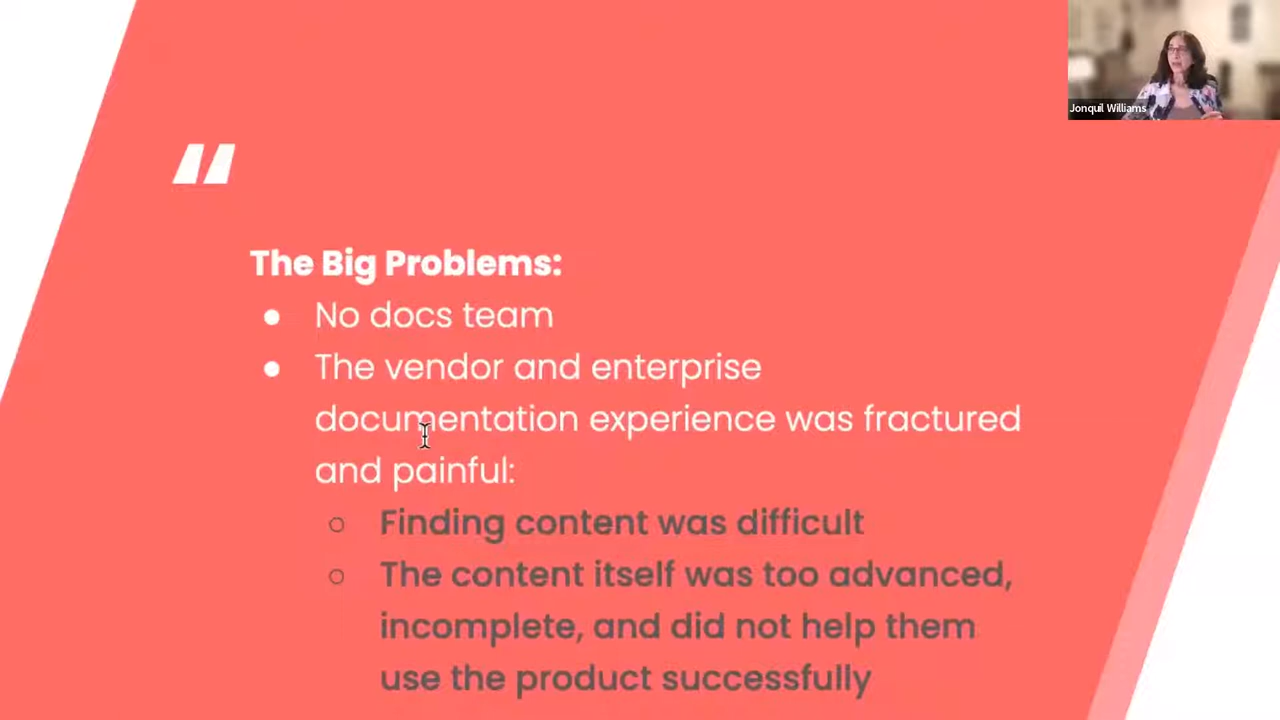 “
Jonquil Williams
The Big Problems:
● No docs team
● The vendor and enterprise
documentation experience was fractured
and painful:
○ Finding content was difficult
○ The content itself was too advanced,
incomplete, and did not help them
use the product successfully